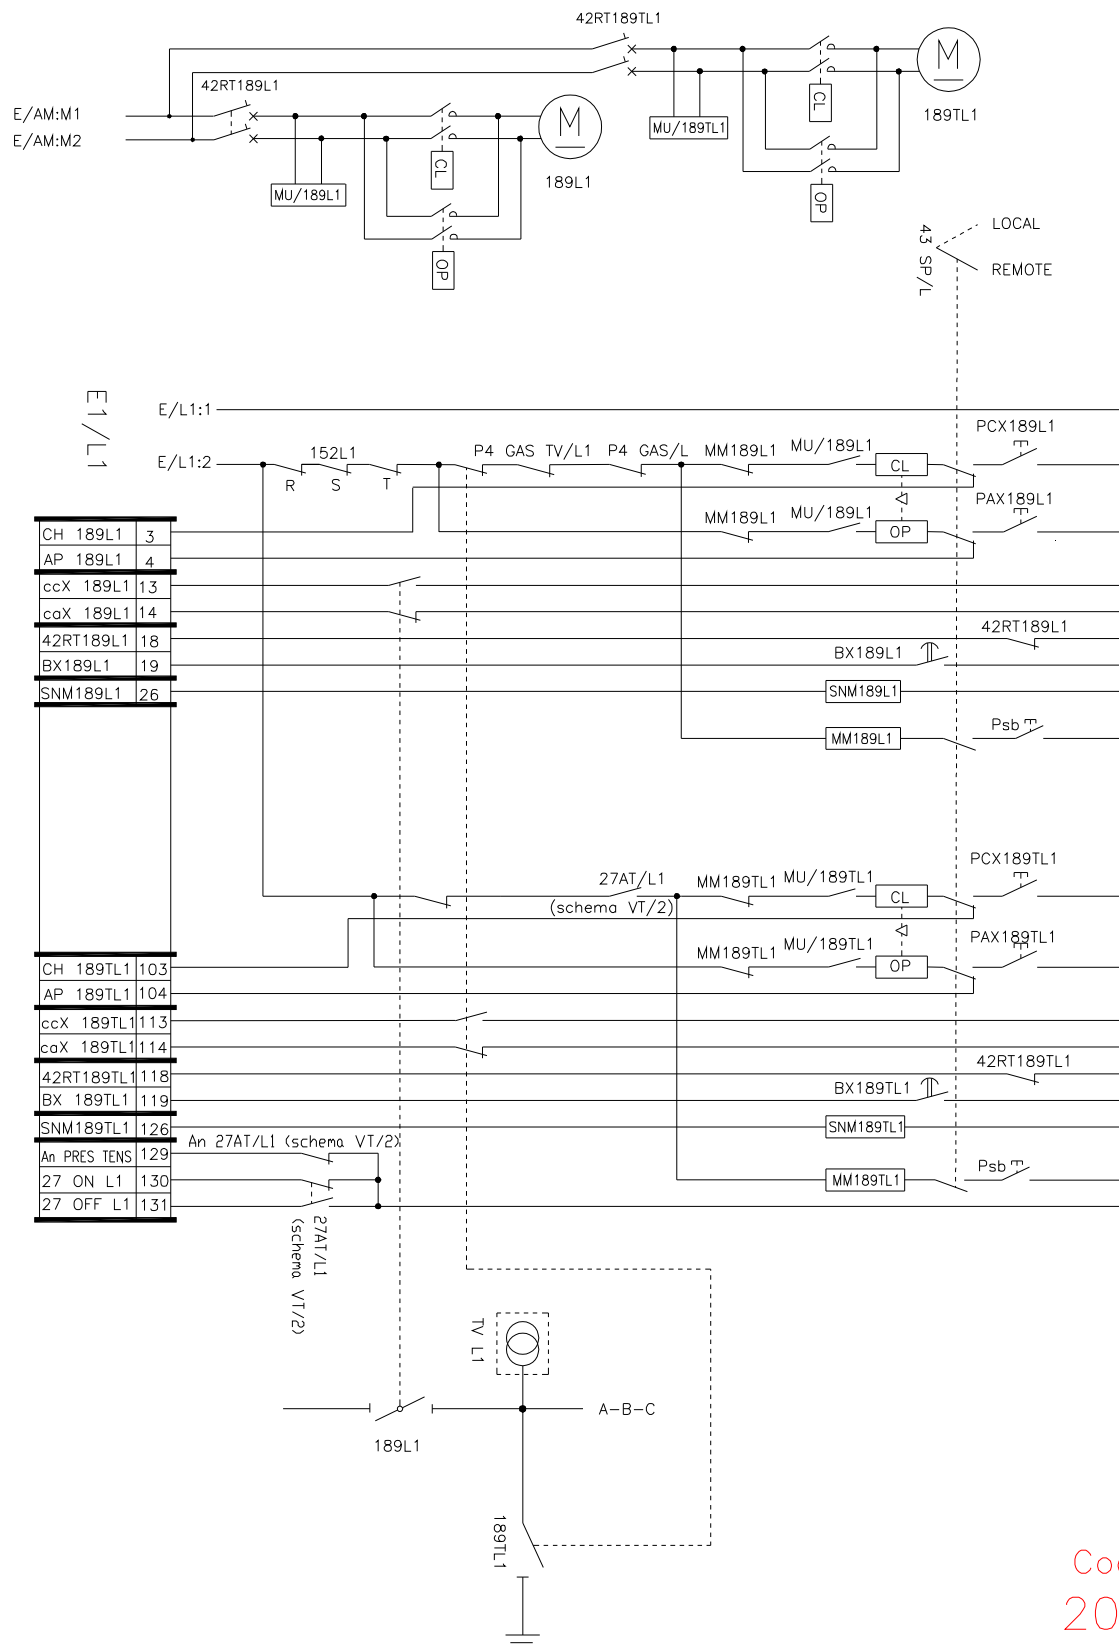 42RT189TL1
M
42RT189L1
E/AM:M1
E/AM:M2
CL
M
189TL1
MU/189TL1
CL
189L1
MU/189L1
OP
OP
43 SP/L
LOCAL
REMOTE
E1/L1
E/L1:1
E/L1:2
152L1
R S T
P4 GAS TV/L1 P4 GAS/L
MM189L1
MU/189L1
CL
PCX189L1
MM189L1
MU/189L1
OP
PAX189L1
CH 189L1 3
AP 189L1 4
ccX 189L1 13
caX 189L1 14
42RT189L1 18
42RT189L1
BX189L1 19
BX189L1
SNM189L1 26
SNM189L1
MM189L1
Psb
27AT/L1
(schema VT/2)
MM189TL1
MU/189TL1
CL
PCX189TL1
MM189TL1
MU/189TL1
OP
PAX189TL1
CH 189TL1 103
AP 189TL1 104
ccX 189TL1 113
caX 189TL1 114
42RT189TL1 118
42RT189TL1
BX 189TL1 119
BX189TL1
SNM189TL1 126
SNM189TL1
An 27AT/L1 (schema VT/2)
An PRES TENS 129
27 ON L1 130
MM189TL1
Psb
27 OFF L1 131
27AT/L1
(schema VT/2)
TV L1
A-B-C
189L1
189TL1
20